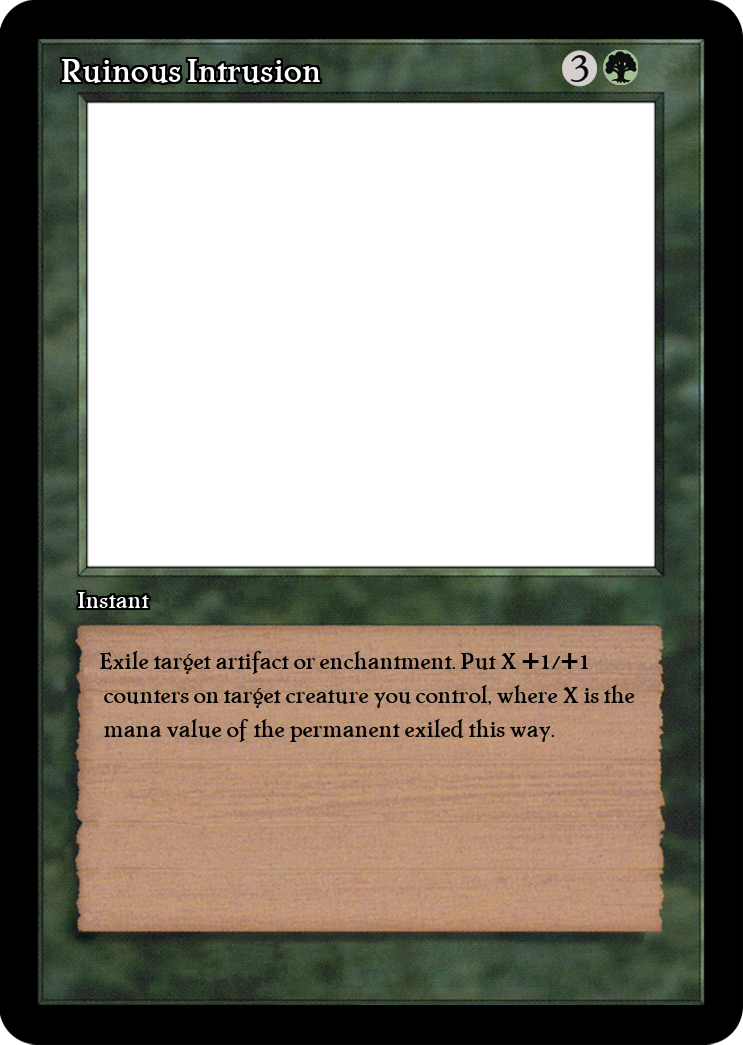 Ruinous Intrusion 3
Instant
Exile target artifact or enchantment. Put X +1/+1
counters on target creature you control, where X is the
mana value of the permanent exiled this way.